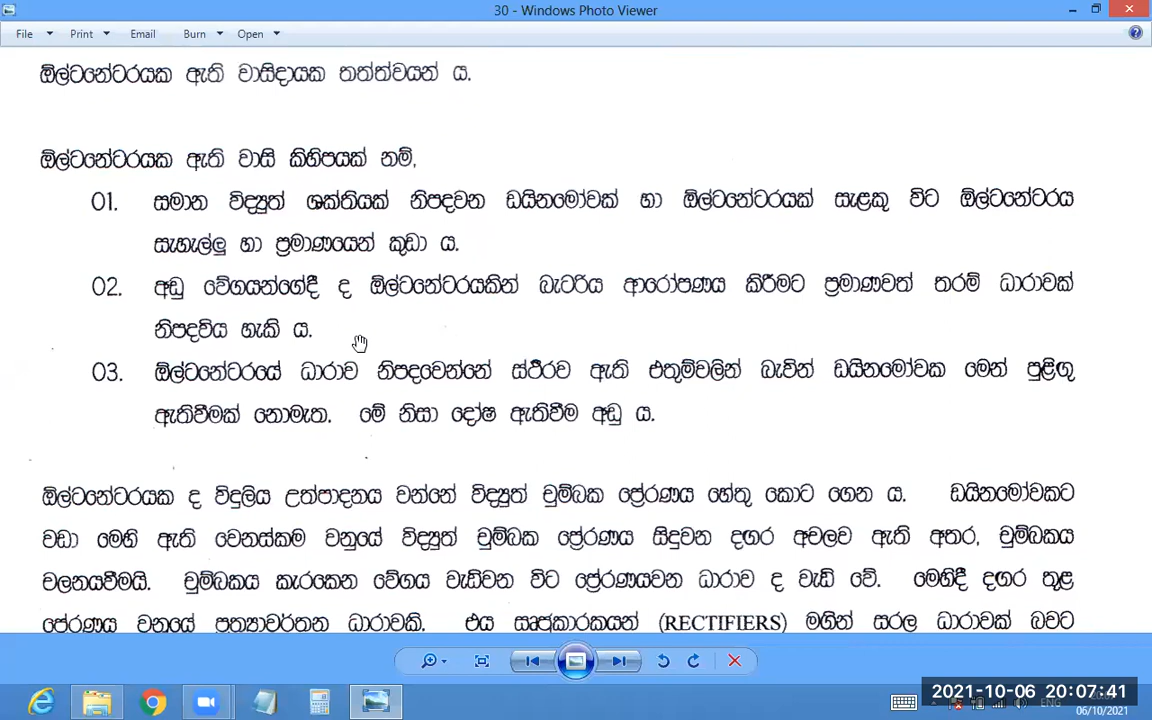 30 - Windows Photo Viewer
File Print Email Burn Open
ඕල්ටනේටරයක ඇති වාසිදායක තත්ත්වයන් ය.
ඕල්ටනේටරයක ඇති වාසි කිහිපයක් නම්,
01. සමාන විද්‍යුත් ශක්තියක් නිපදවන ඩයිනමෝවක් හා ඕල්ටනේටරයක් සැළකූ විට ඕල්ටනේටරය
සැහැල්ලු හා ප්‍රමාණයෙන් කුඩා ය.
02. අඩු වේගයන්ගේදී ද ඕල්ටනේටරයකින් බැටරිය ආරෝපණය කිරීමට ප්‍රමාණවත් තරම් ධාරාවක්
නිපදවිය හැකි ය.
03. ඕල්ටනේටරයේ ධාරාව නිපදවෙන්නේ ස්ථීරව ඇති එතුම්වලින් බැවින් ඩයිනමෝවක මෙන් පුළිඟු
ඇතිවීමක් නොමැත. මේ නිසා දෝෂ ඇතිවීම අඩු ය.
ඕල්ටනේටරයක ද විදුලිය උත්පාදනය වන්නේ විද්‍යුත් චුම්බක ප්‍රේරණය හේතු කොට ගෙන ය. ඩයිනමෝවකට
වඩා මෙහි ඇති වෙනස්කම වනුයේ විද්‍යුත් චුම්බක ප්‍රේරණය සිදුවන දඟර අචලව ඇති අතර, චුම්බකය
චලනයවීමයි. චුම්බකය කැරකෙන වේගය වැඩිවන විට ප්‍රේරණයවන ධාරාව ද වැඩි වේ. මෙහිදී දඟර තුළ
ප්‍රේරණය වනුයේ ප්‍රත්‍යාවර්තන ධාරාවකි. එය සෘජුකාරකයන් (RECTIFIERS) මගින් සරල ධාරාවක් බවට
2021-10-06 20:07:41
ENG
06/10/2021